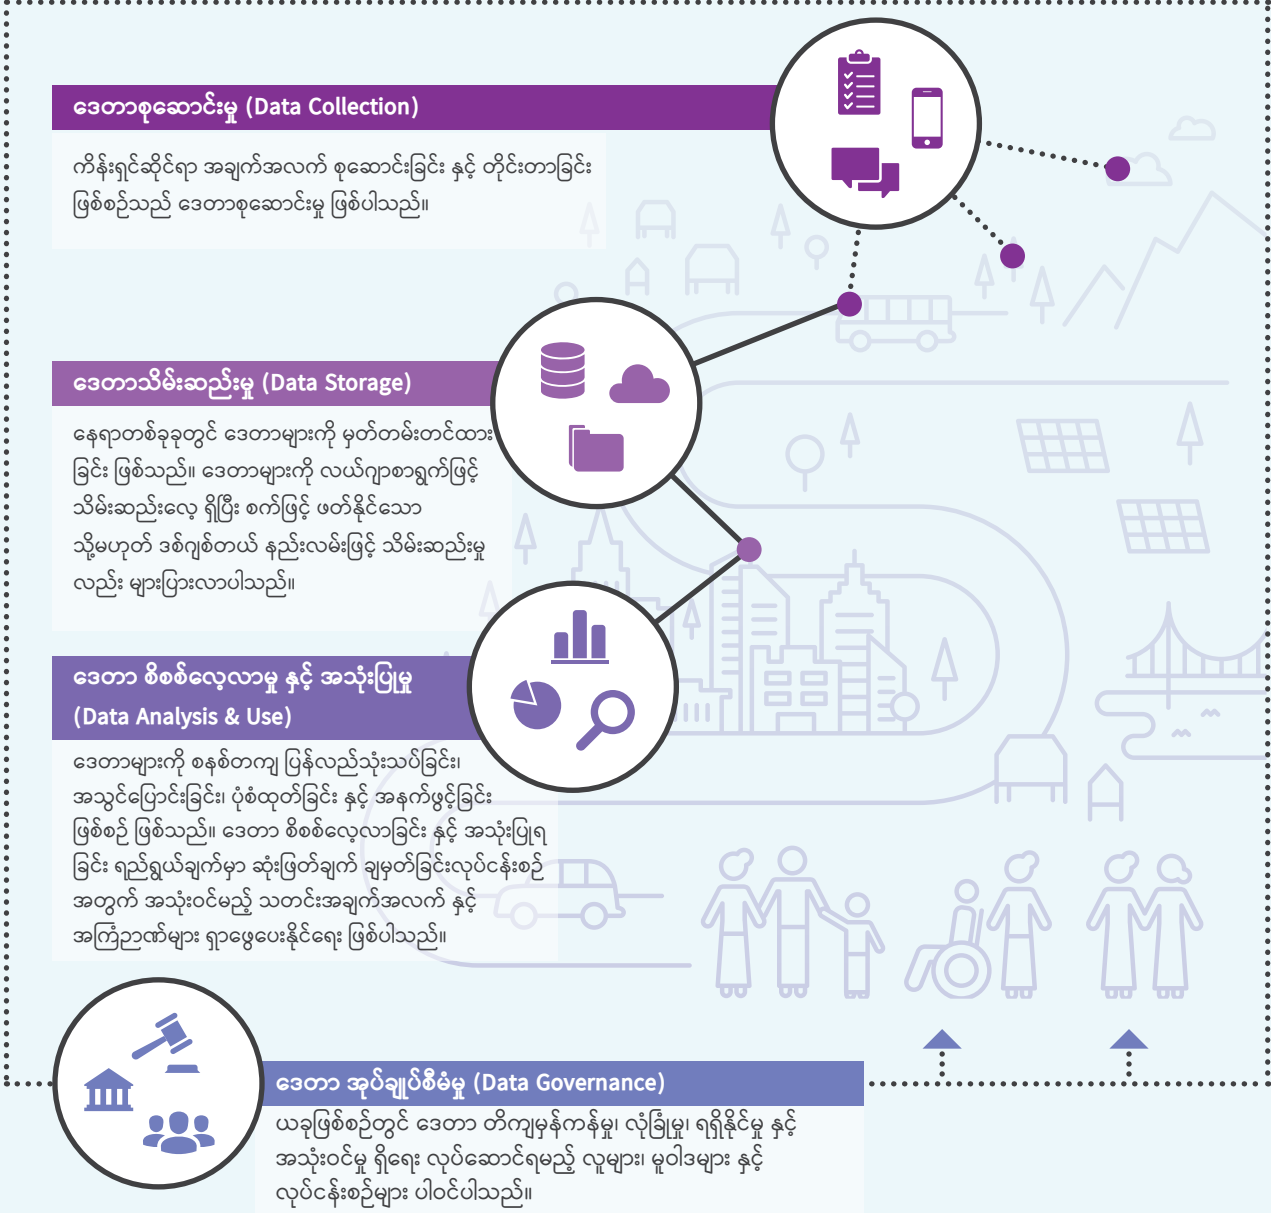 ဒေတာစုဆောင်းမှု (Data Collection)
ကိန်းရှင်ဆိုင်ရာ အချက်အလက် စုဆောင်းခြင်း နှင့် တိုင်းတာခြင်း
ဖြစ်စဉ်သည် ဒေတာစုဆောင်းမှု ဖြစ်ပါသည်။
ဒေတာသိမ်းဆည်းမှု (Data Storage)
နေရာတစ်ခုခုတွင် ဒေတာများကို မှတ်တမ်းတင်ထား
ခြင်း ဖြစ်သည်။ ဒေတာများကို လယ်ဂျာစာရွက်ဖြင့်
သိမ်းဆည်းလေ့ ရှိပြီး စက်ဖြင့် ဖတ်နိုင်သော
သို့မဟုတ် ဒစ်ဂျစ်တယ် နည်းလမ်းဖြင့် သိမ်းဆည်းမှု
လည်း များပြားလာပါသည်။
ဒေတာ စိစစ်လေ့လာမှု နှင့် အသုံးပြုမှု
(Data Analysis & Use)
ဒေတာများကို စနစ်တကျ ပြန်လည်သုံးသပ်ခြင်း၊
အသွင်ပြောင်းခြင်း၊ ပုံစံထုတ်ခြင်း နှင့် အနက်ဖွင့်ခြင်း
ဖြစ်စဉ် ဖြစ်သည်။ ဒေတာ စိစစ်လေ့လာခြင်း နှင့် အသုံးပြုရ
ခြင်း ရည်ရွယ်ချက်မှာ ဆုံးဖြတ်ချက် ချမှတ်ခြင်းလုပ်ငန်းစဉ်
အတွက် အသုံးဝင်မည့် သတင်းအချက်အလက် နှင့်
အကြံဉာဏ်များ ရှာဖွေပေးနိုင်ရေး ဖြစ်ပါသည်။
ဒေတာ အုပ်ချုပ်စီမံမှု (Data Governance)
ယခုဖြစ်စဉ်တွင် ဒေတာ တိကျမှန်ကန်မှု၊ လုံခြုံမှု၊ ရရှိနိုင်မှု နှင့်
အသုံးဝင်မှု ရှိရေး လုပ်ဆောင်ရမည့် လူများ၊ မူဝါဒများ နှင့်
လုပ်ငန်းစဉ်များ ပါဝင်ပါသည်။